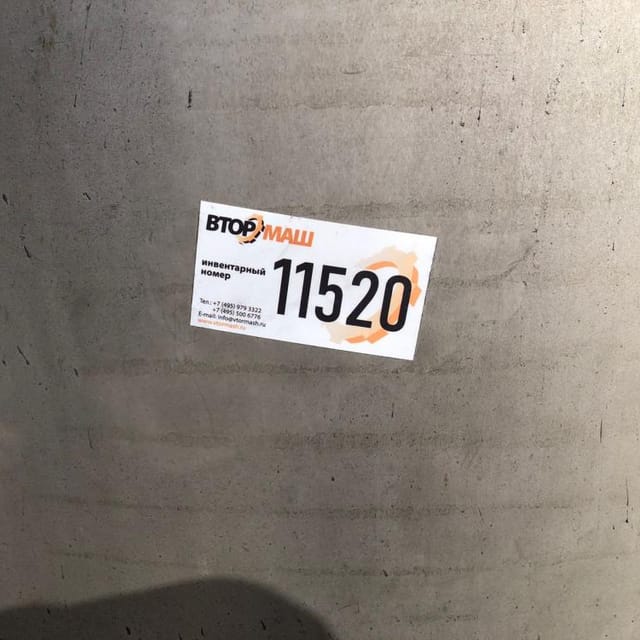 ВТОРМАШ
инвентарный
номер
11520
Тел.: +7 (495) 979 3322
+7 (495) 500 6776
E-mail: info@vtormash.ru
www.vtormash.ru